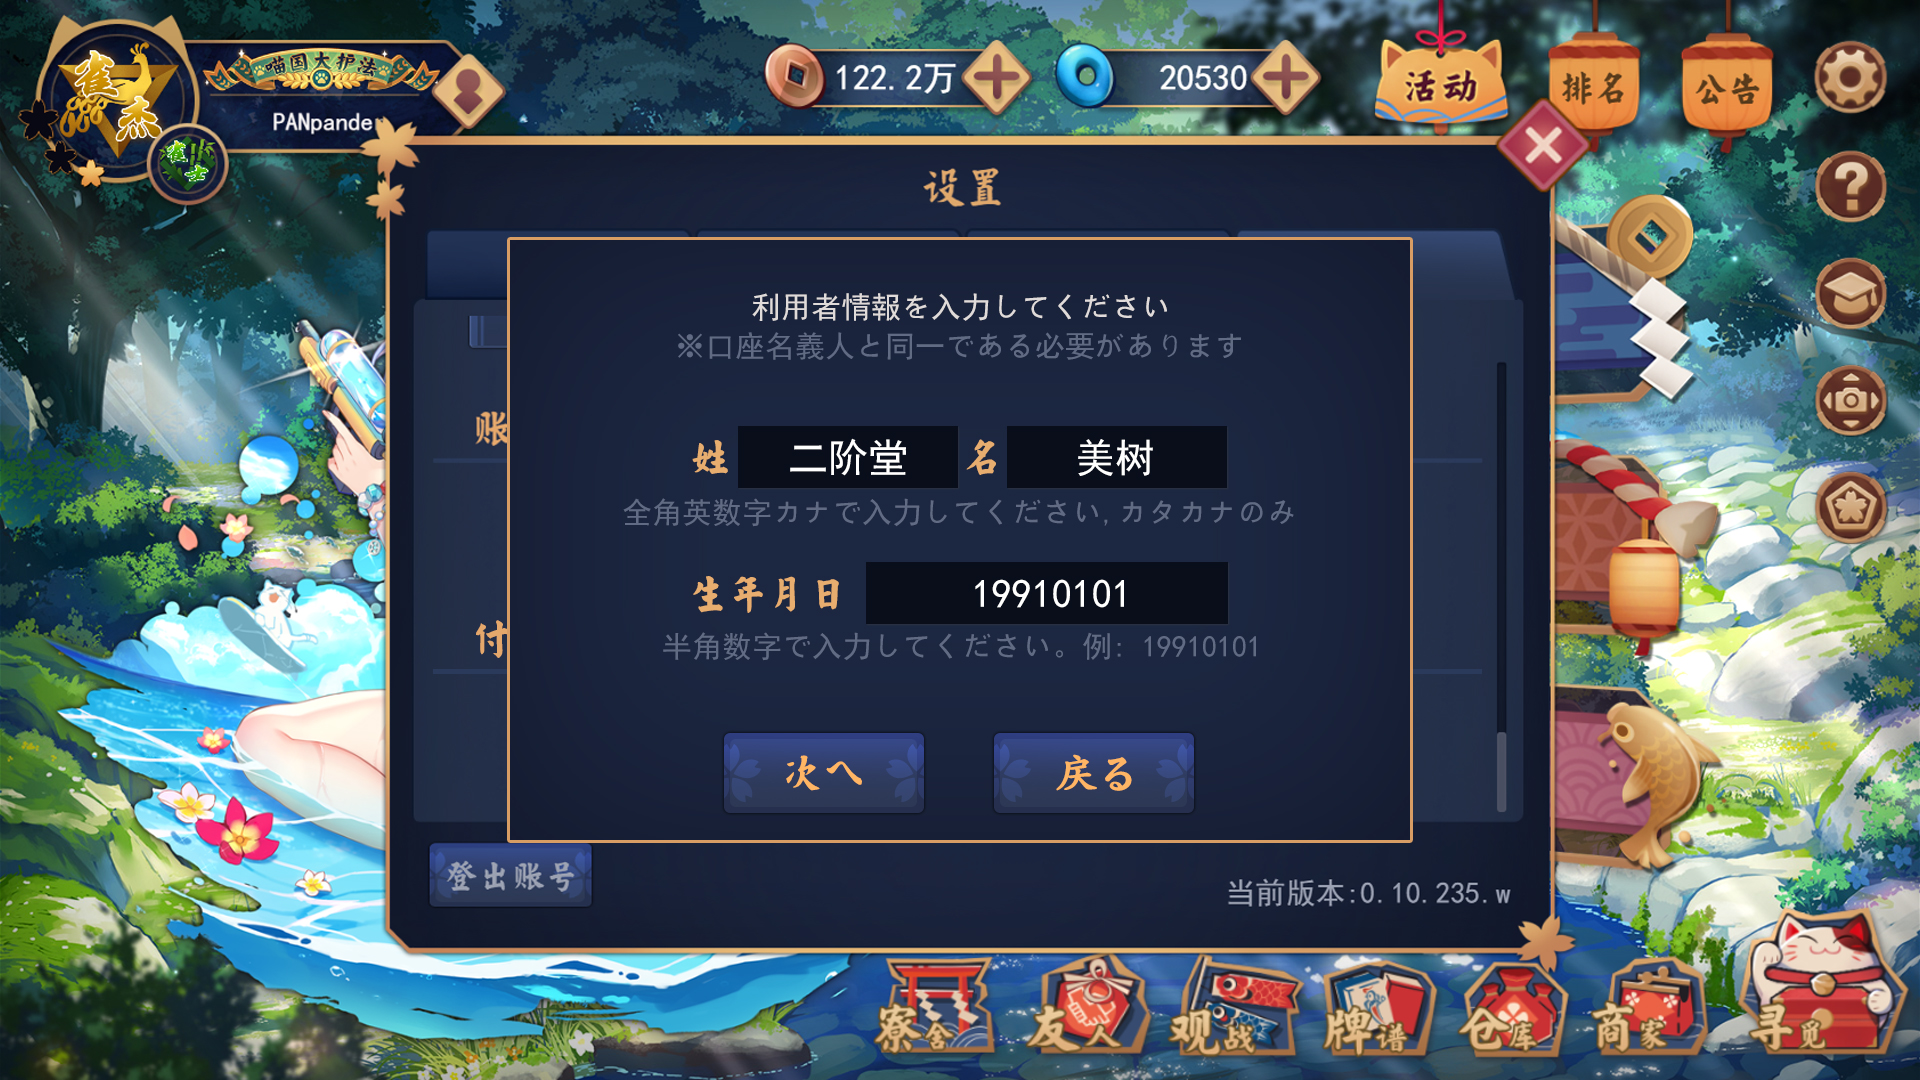 雀杰
喵国大护法
PANpande
雀士
122.2万
20530
活动
排名
公告
设置
利用者情報を入力してください
※口座名義人と同一である必要があります
账
姓 二阶堂 名 美树
全角英数字カナで入力してください,カタカナのみ
生年月日 19910101
半角数字で入力してください。例: 19910101
付
次へ 戻る
登出账号
当前版本:0.10.235.w
寮舍
友人
观战
牌谱
仓库
商家
寻觅